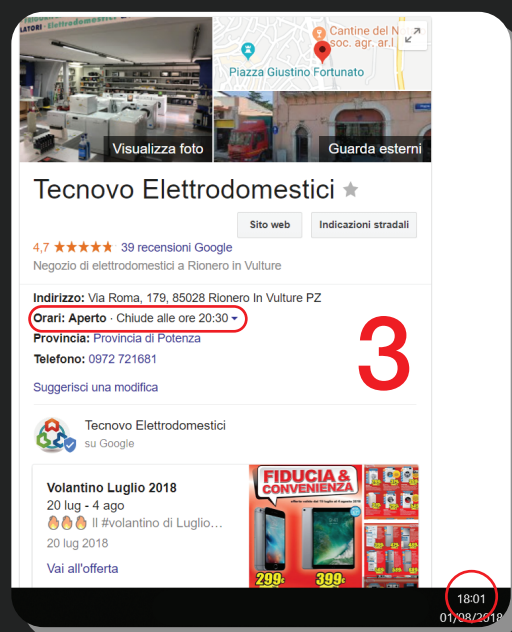 FIDUCIA
LATORI - Elettrodomestici
Cantine del N
soc. agr. ar.l
Piazza Giustino Fortunato
Visualizza foto
Guarda esterni
Tecnovo Elettrodomestici
Sito web
Indicazioni stradali
4,7 39 recensioni Google
Negozio di elettrodomestici a Rionero in Vulture
Indirizzo: Via Roma, 179, 85028 Rionero In Vulture PZ
Orari: Aperto · Chiude alle ore 20:30
Provincia: Provincia di Potenza
Telefono: 0972 721681
3
Suggerisci una modifica
Tecnovo Elettrodomestici
su Google
Volantino Luglio 2018
20 lug - 4 ago
🔥🔥🔥 Il #volantino di Luglio…
20 lug 2018
Vai all'offerta
FIDUCIA &
CONVENIENZA
299€
399€
18:01
01/08/2018